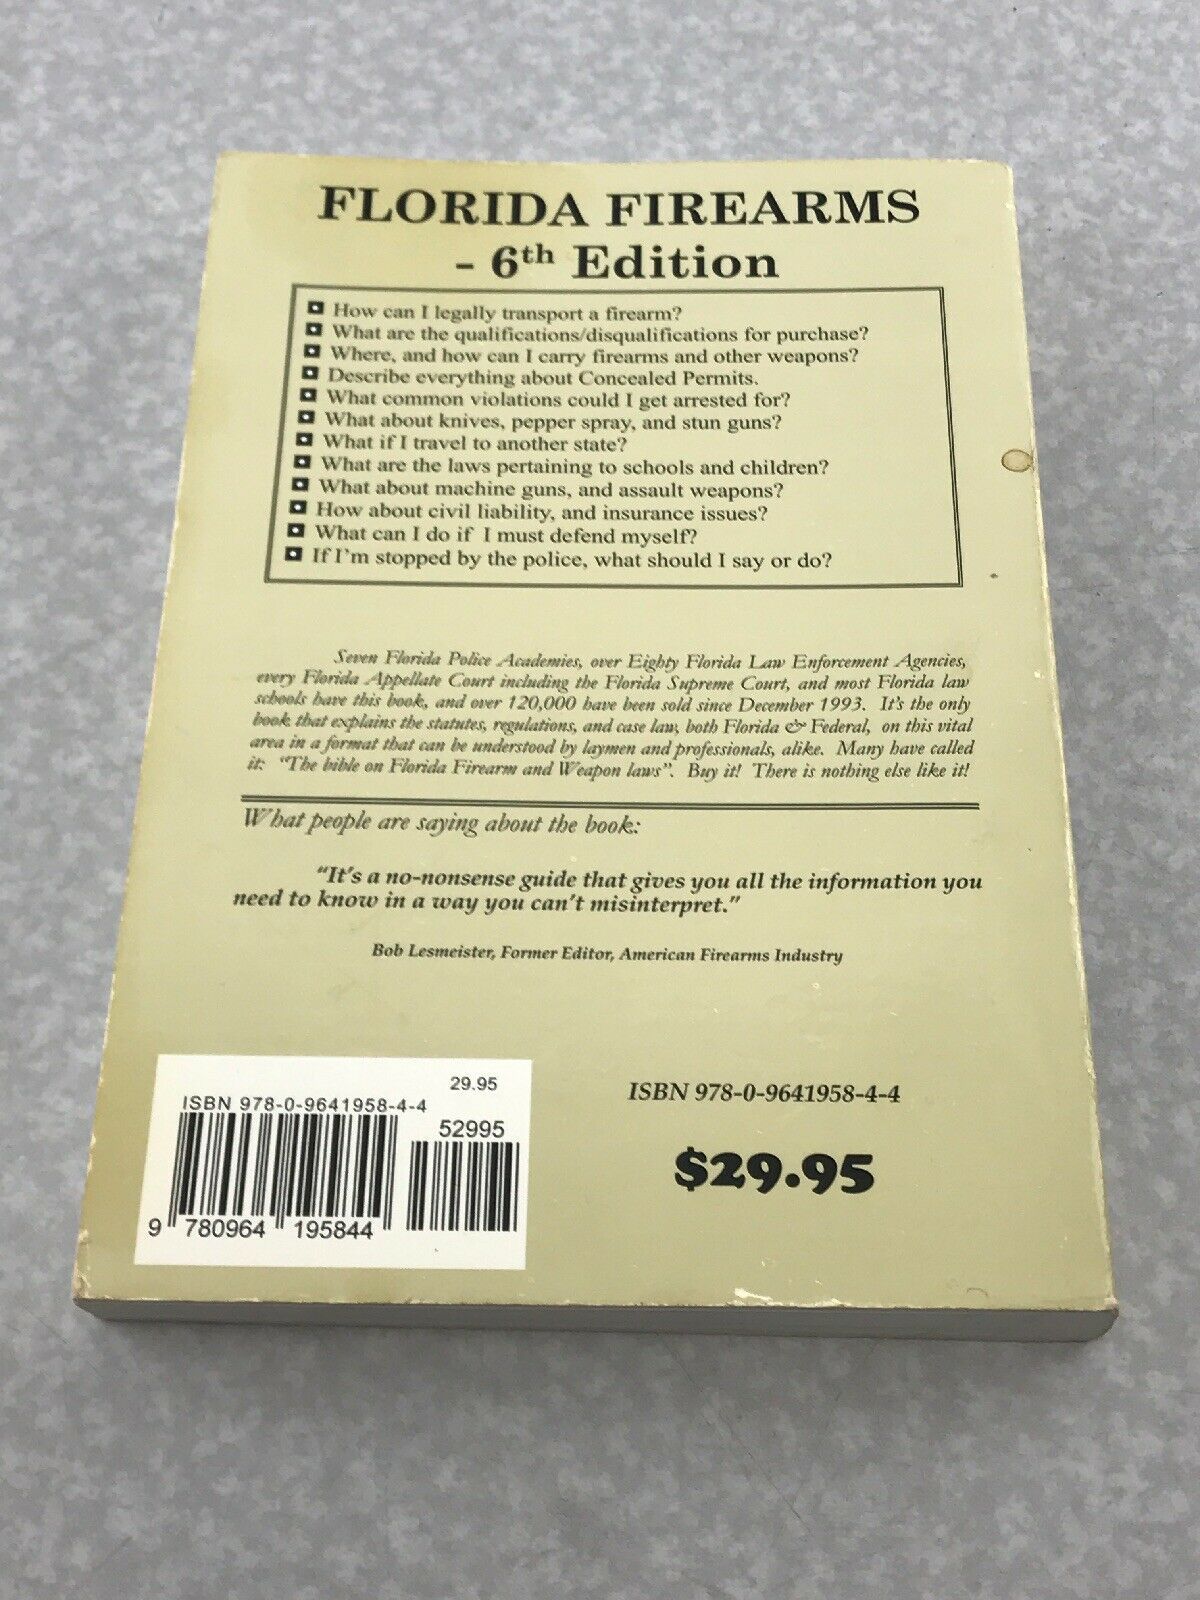 FLORIDA FIREARMS
- 6th Edition
How can I legally transport a firearm?
What are the qualifications/disqualifications for purchase?
Where, and how can I carry firearms and other weapons?
Describe everything about Concealed Permits.
What common violations could I get arrested for?
What about knives, pepper spray, and stun guns?
What if I travel to another state?
What are the laws pertaining to schools and children?
What about machine guns, and assault weapons?
How about civil liability, and insurance issues?
What can I do if I must defend myself?
If I'm stopped by the police, what should I say or do?
Seven Florida Police Academies, over Eighty Florida Law Enforcement Agencies,
every Florida Appellate Court including the Florida Supreme Court, and most Florida law
schools have this book, and over 120,000 have been sold since December 1993. It's the only
book that explains the statutes, regulations, and case law, both Florida & Federal, on this vital
area in a format that can be understood by laymen and professionals, alike. Many have called
it: "The bible on Florida Firearm and Weapon laws". Buy it! There is nothing else like it!
What people are saying about the book:
"It's a no-nonsense guide that gives you all the information you
need to know in a way you can't misinterpret."
Bob Lesmeister, Former Editor, American Firearms Industry
29.95
ISBN 978-0-9641958-4-4
52995
9 780964 195844
ISBN 978-0-9641958-4-4
$29.95